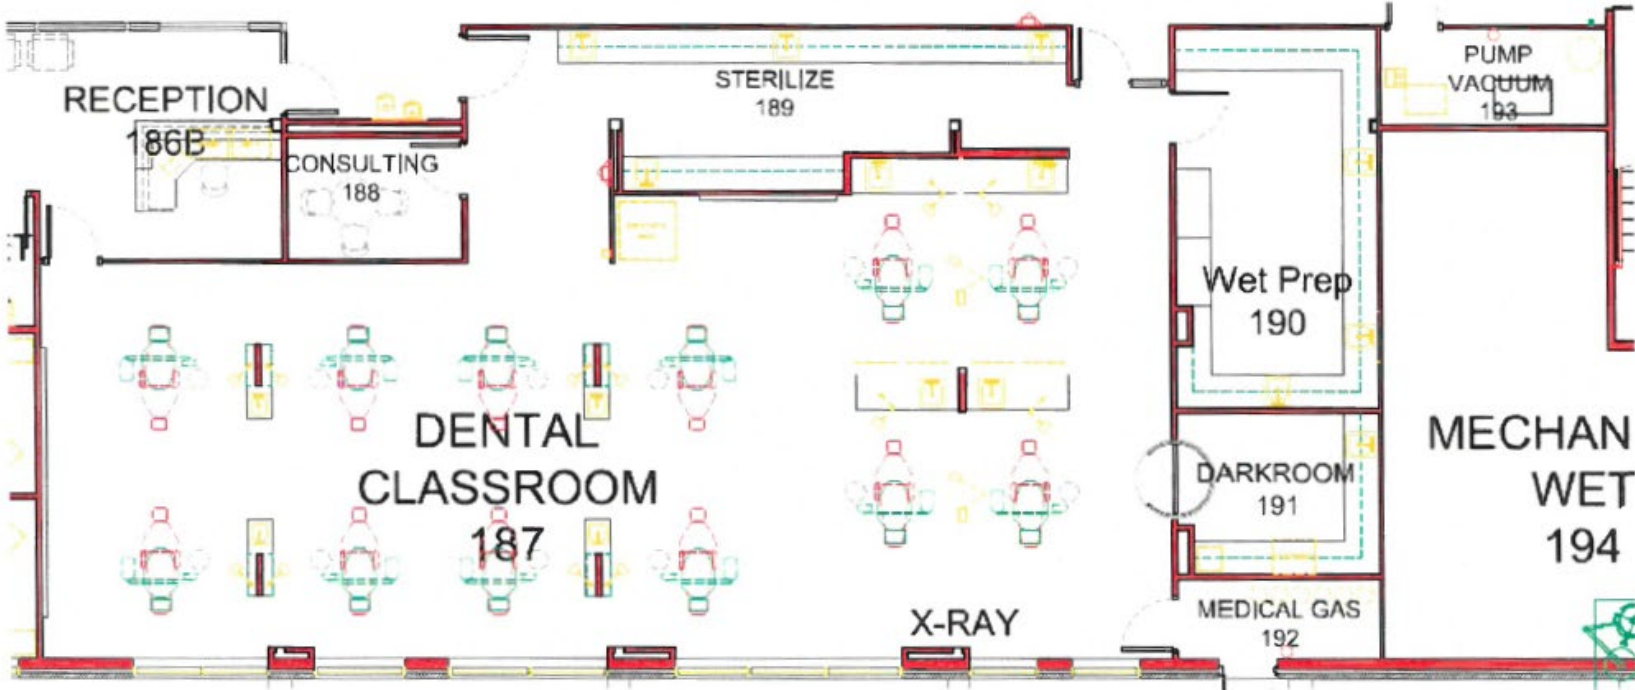 RECEPTION
186B
CONSULTING
188
STERILIZE
189
PUMP
VACUUM
193
Wet Prep
190
DENTAL
CLASSROOM
187
DARKROOM
191
MECHAN
WET
194
X-RAY
MEDICAL GAS
192